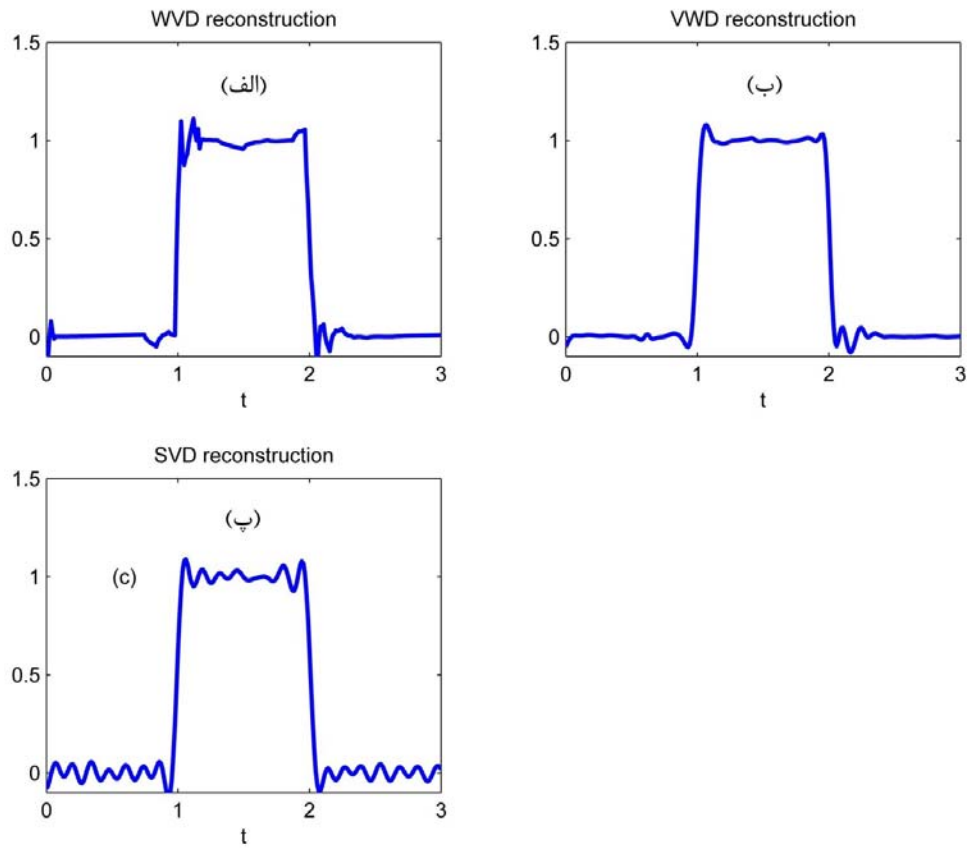 WVD reconstruction
1.5
(الف)
1
0.5
0
0 1 2 3
t
VWD reconstruction
1.5
(ب)
1
0.5
0
0 1 2 3
t
SVD reconstruction
1.5
(پ)
(c)
1
0.5
0
0 1 2 3
t